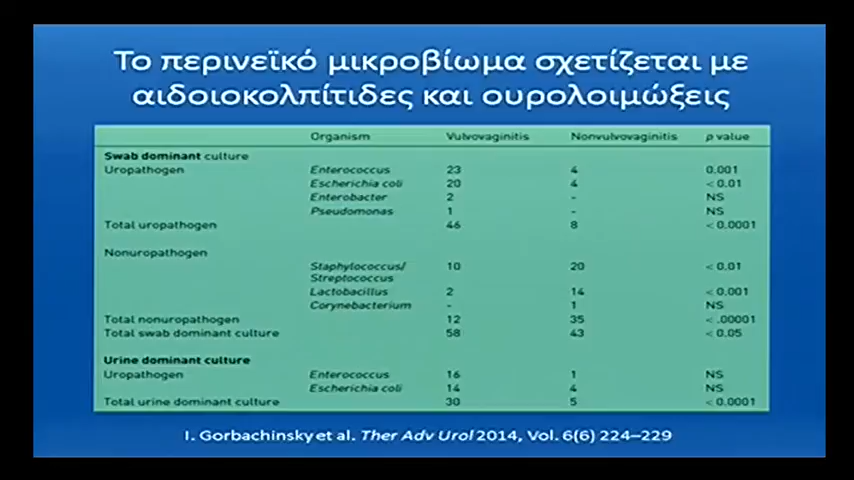 Το περινεϊκό μικροβίωμα σχετίζεται με
αιδοιοκολπίτιδες και ουρολοιμώξεις
Organism Vulvovaginitis Nonvulvovaginitis p value
Swab dominant culture
Uropathogen Enterococcus 23 4 0.001
Escherichia coli 20 4 < 0.01
Enterobacter 2 - NS
Pseudomonas 1 - NS
Total uropathogen 46 8 < 0.0001
Nonuropathogen
Staphylococcus/ 10 20 < 0.01
Streptococcus
Lactobacillus 2 14 < 0.001
Corynebacterium - 1 NS
Total nonuropathogen 12 35 < .00001
Total swab dominant culture 58 43 < 0.05
Urine dominant culture
Uropathogen Enterococcus 16 1 NS
Escherichia coli 14 4 NS
Total urine dominant culture 30 5 < 0.0001
I. Gorbachinsky et al. Ther Adv Urol 2014, Vol. 6(6) 224–229